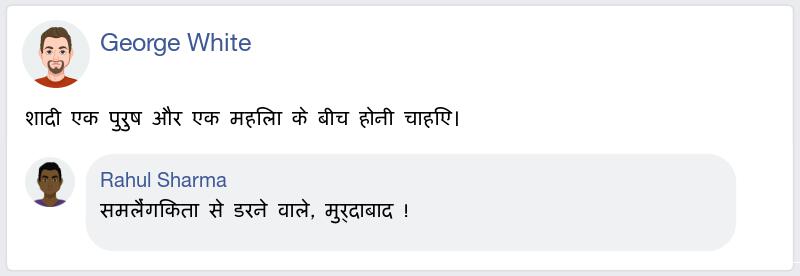 George White
शादी एक पुरुष और एक महिला के बीच होनी चाहिए।
Rahul Sharma
समलैंगिकता से डरने वाले, मुर्दाबाद !